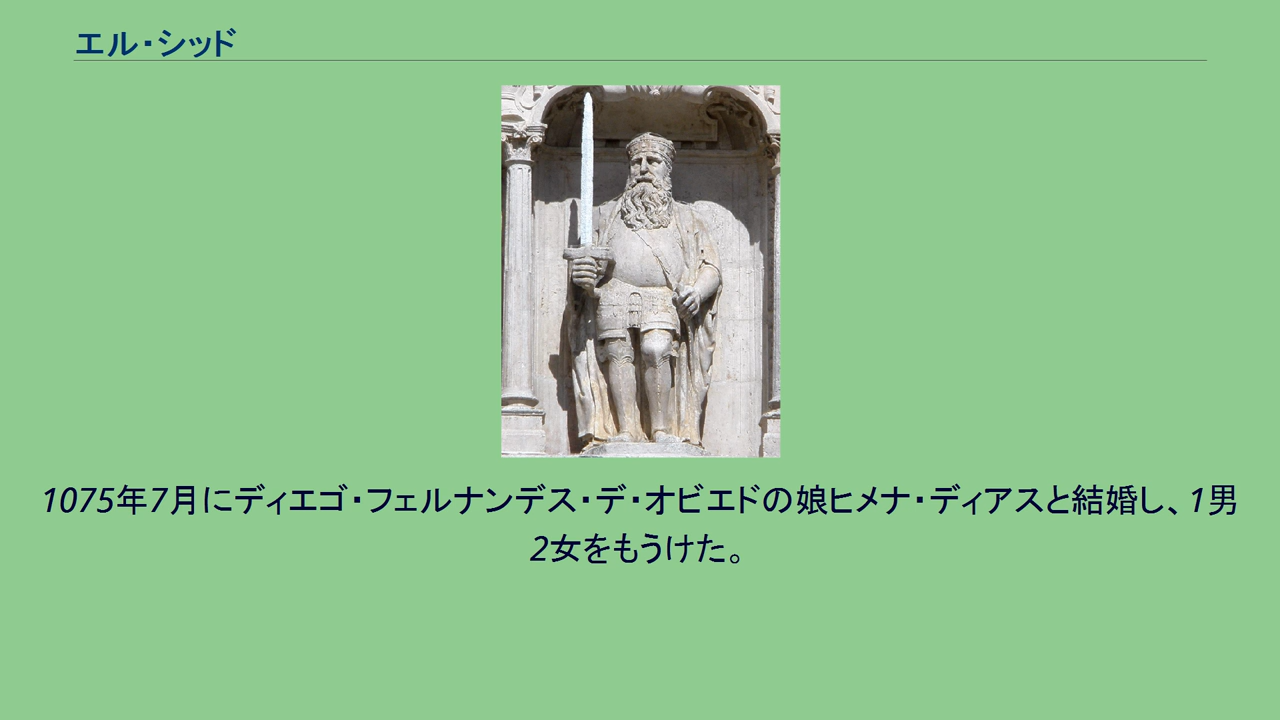 エル・シッド
1075年7月にディエゴ・フェルナンデス・デ・オビエドの娘ヒメナ・ディアスと結婚し、1男
2女をもうけた。